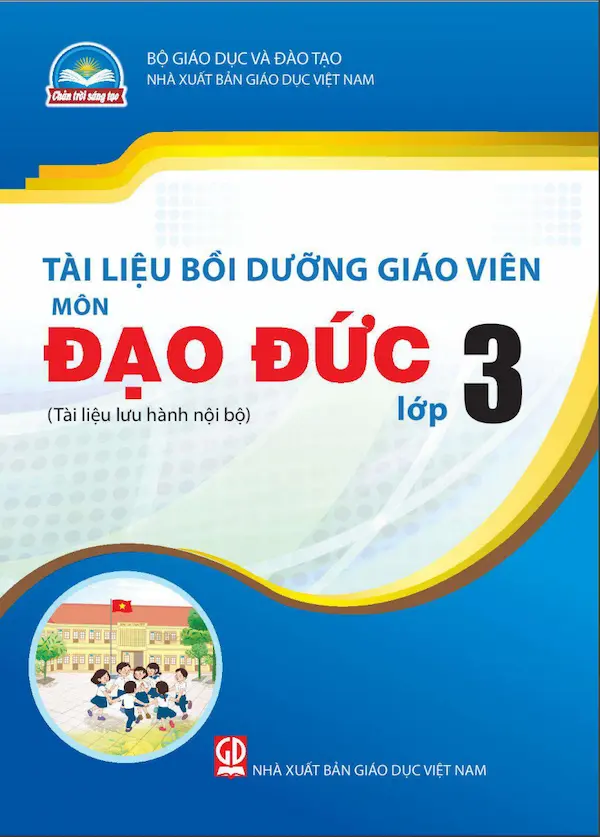 BỘ GIÁO DỤC VÀ ĐÀO TẠO
NHÀ XUẤT BẢN GIÁO DỤC VIỆT NAM
Chân trời sáng tạo
TÀI LIỆU BỒI DƯỠNG GIÁO VIÊN
MÔN
ĐẠO ĐỨC
lớp 3
(Tài liệu lưu hành nội bộ)
GD
NHÀ XUẤT BẢN GIÁO DỤC VIỆT NAM